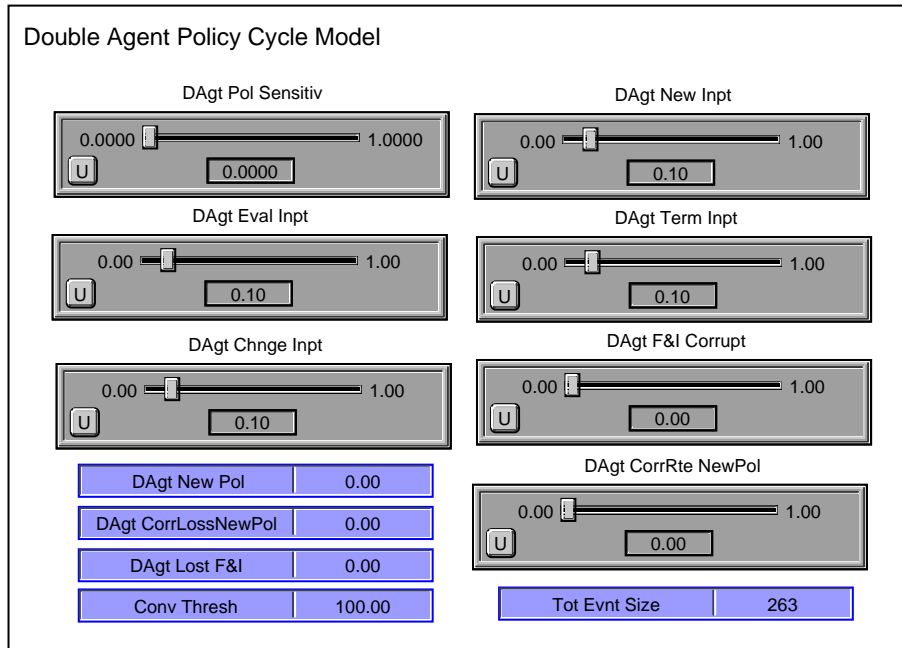 Double Agent Policy Cycle Model
DAgt Pol Sensitiv
0.0000 1.0000
U 0.0000
DAgt New Inpt
0.00 1.00
U 0.10
DAgt Eval Inpt
0.00 1.00
U 0.10
DAgt Term Inpt
0.00 1.00
U 0.10
DAgt Chnge Inpt
0.00 1.00
U 0.10
DAgt F&I Corrupt
0.00 1.00
U 0.00
DAgt New Pol 0.00
DAgt CorrLossNewPol 0.00
DAgt Lost F&I 0.00
Conv Thresh 100.00
DAgt CorrRte NewPol
0.00 1.00
U 0.00
Tot Evnt Size 263